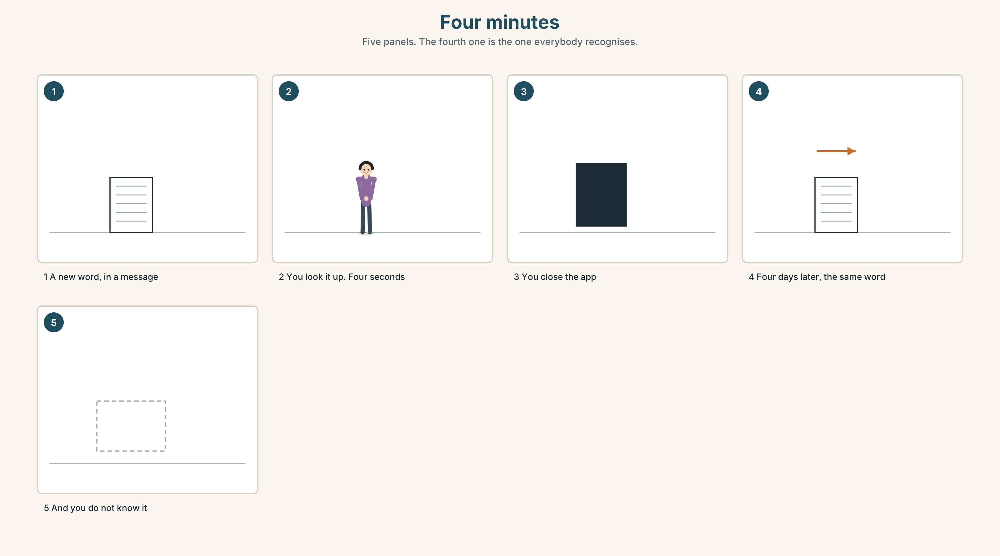 Four minutes
Five panels. The fourth one is the one everybody recognises.
1
2
3
4
1 A new word, in a message
2 You look it up. Four seconds
3 You close the app
4 Four days later, the same word
5
5 And you do not know it